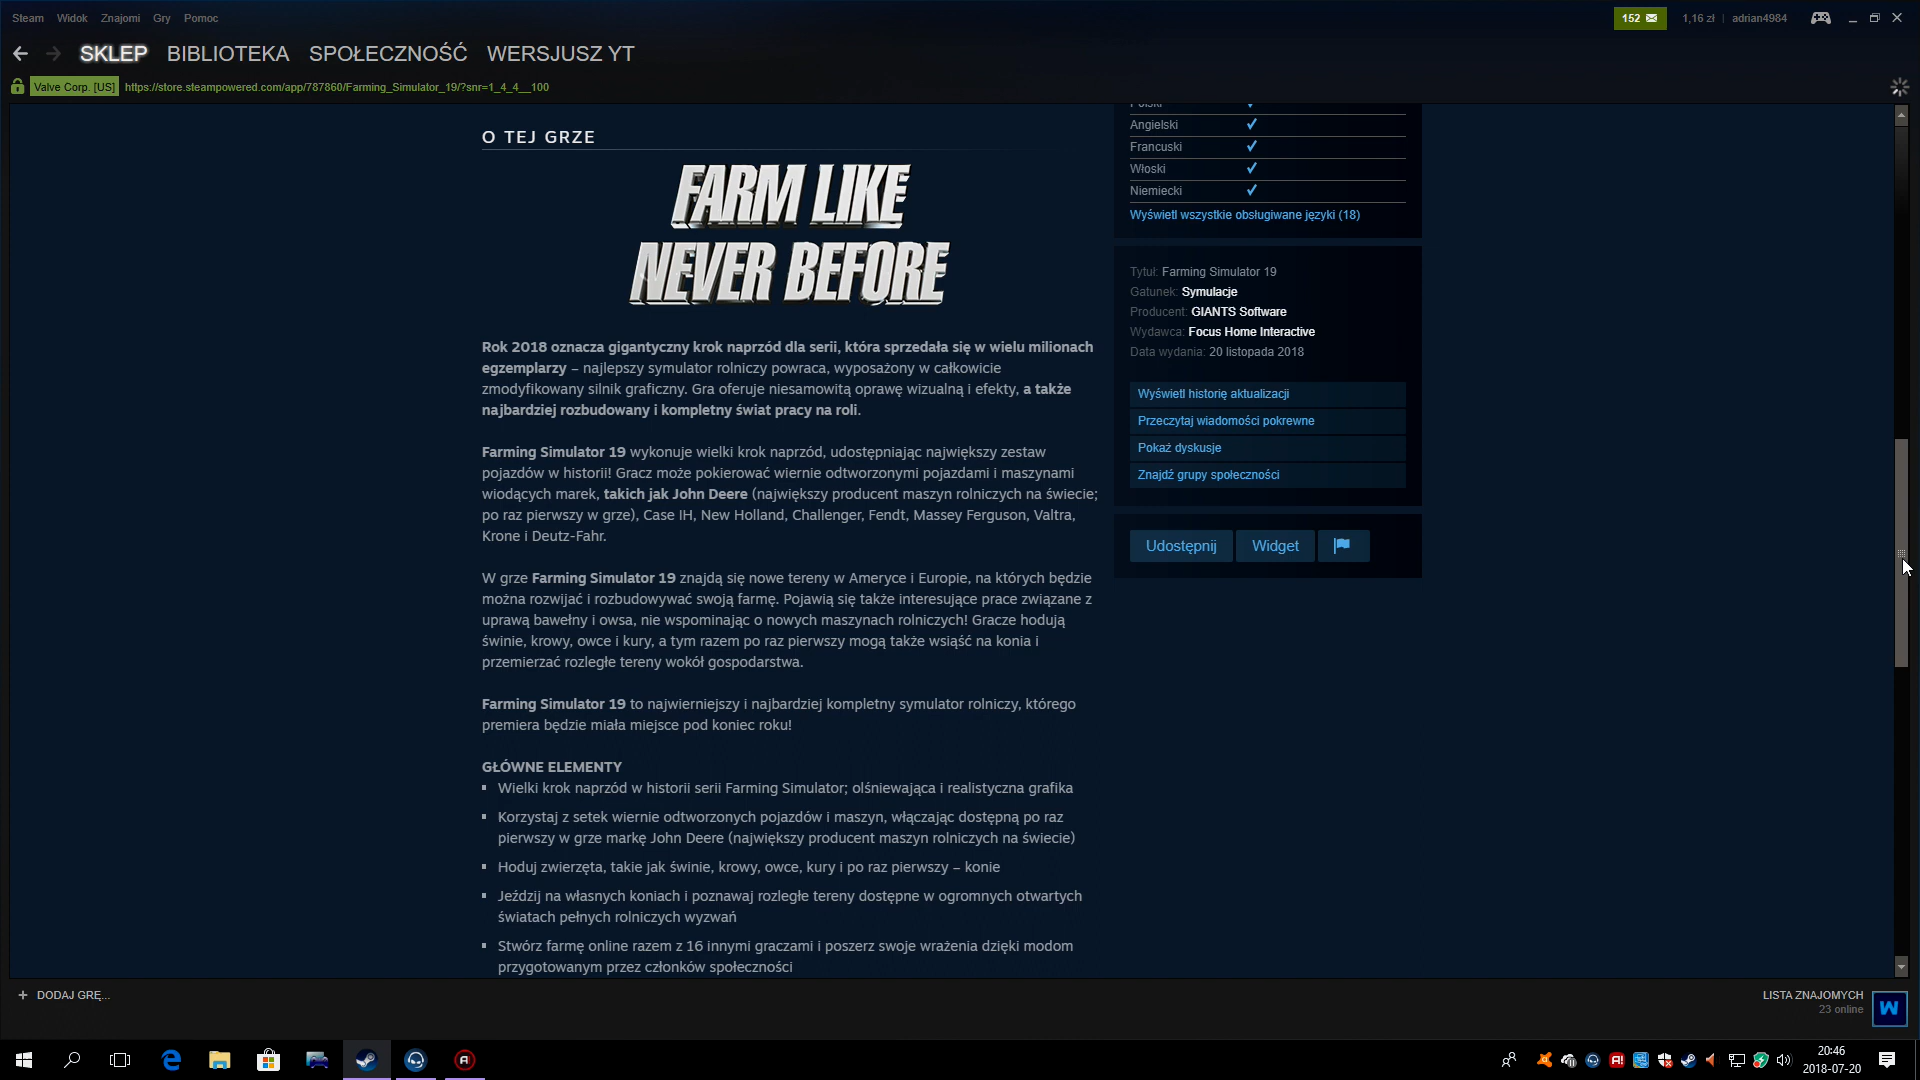 Steam Widok Znajomi Gry Pomoc
152
1,16 zł | adrian4984
SKLEP BIBLIOTEKA SPOŁECZNOŚĆ WERSJUSZ YT
Valve Corp. [US] https://store.steampowered.com/app/787860/Farming_Simulator_19/?snr=1_4_4__100
O TEJ GRZE
FARM LIKE
NEVER BEFORE
Rok 2018 oznacza gigantyczny krok naprzód dla serii, która sprzedała się w wielu milionach
egzemplarzy – najlepszy symulator rolniczy powraca, wyposażony w całkowicie
zmodyfikowany silnik graficzny. Gra oferuje niesamowitą oprawę wizualną i efekty, a także
najbardziej rozbudowany i kompletny świat pracy na roli.
Farming Simulator 19 wykonuje wielki krok naprzód, udostępniając największy zestaw
pojazdów w historii! Gracz może pokierować wiernie odtworzonymi pojazdami i maszynami
wiodących marek, takich jak John Deere (największy producent maszyn rolniczych na świecie;
po raz pierwszy w grze), Case IH, New Holland, Challenger, Fendt, Massey Ferguson, Valtra,
Krone i Deutz-Fahr.
W grze Farming Simulator 19 znajdą się nowe tereny w Ameryce i Europie, na których będzie
można rozwijać i rozbudowywać swoją farmę. Pojawią się także interesujące prace związane z
uprawą bawełny i owsa, nie wspominając o nowych maszynach rolniczych! Gracze hodują
świnie, krowy, owce i kury, a tym razem po raz pierwszy mogą także wsiąść na konia i
przemierzać rozległe tereny wokół gospodarstwa.
Farming Simulator 19 to najwierniejszy i najbardziej kompletny symulator rolniczy, którego
premiera będzie miała miejsce pod koniec roku!
GŁÓWNE ELEMENTY
Wielki krok naprzód w historii serii Farming Simulator; olśniewająca i realistyczna grafika
Korzystaj z setek wiernie odtworzonych pojazdów i maszyn, włączając dostępną po raz
pierwszy w grze markę John Deere (największy producent maszyn rolniczych na świecie)
Hoduj zwierzęta, takie jak świnie, krowy, owce, kury i po raz pierwszy – konie
Jeździj na własnych koniach i poznawaj rozległe tereny dostępne w ogromnych otwartych
światach pełnych rolniczych wyzwań
Stwórz farmę online razem z 16 innymi graczami i poszerz swoje wrażenia dzięki modom
przygotowanym przez członków społeczności
Polski
Angielski
Francuski
Włoski
Niemiecki
Wyświetl wszystkie obsługiwane języki (18)
Tytuł: Farming Simulator 19
Gatunek: Symulacje
Producent: GIANTS Software
Wydawca: Focus Home Interactive
Data wydania: 20 listopada 2018
Wyświetl historię aktualizacji
Przeczytaj wiadomości pokrewne
Pokaż dyskusje
Znajdź grupy społeczności
Udostępnij Widget
+ DODAJ GRĘ...
LISTA ZNAJOMYCH
23 online
W
20:46
2018-07-20